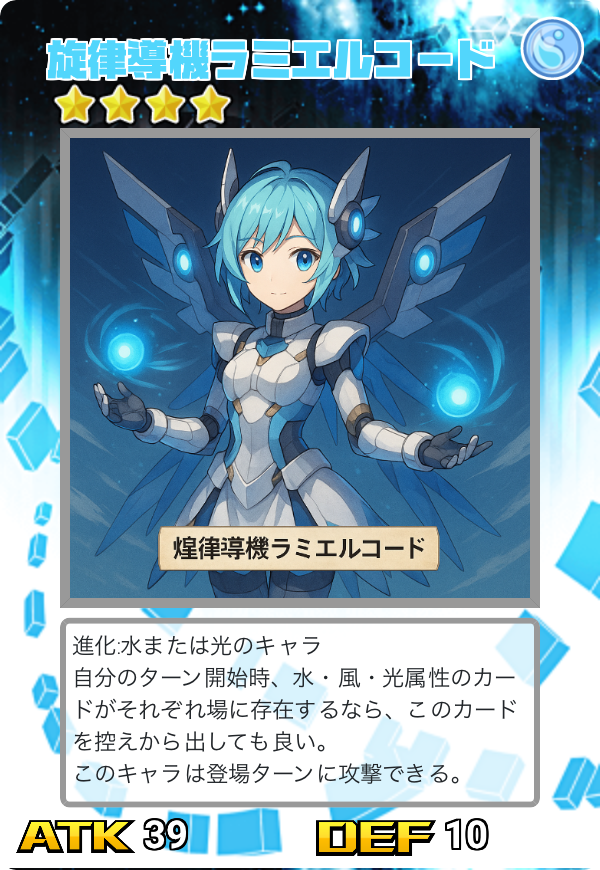 旋律導機ラミエルコード
煌律導機ラミエルコード
進化:水または光のキャラ
自分のターン開始時、水・風・光属性のカー
ドがそれぞれ場に存在するなら、このカード
を控えから出しても良い。
このキャラは登場ターンに攻撃できる。
ATK 39 DEF 10